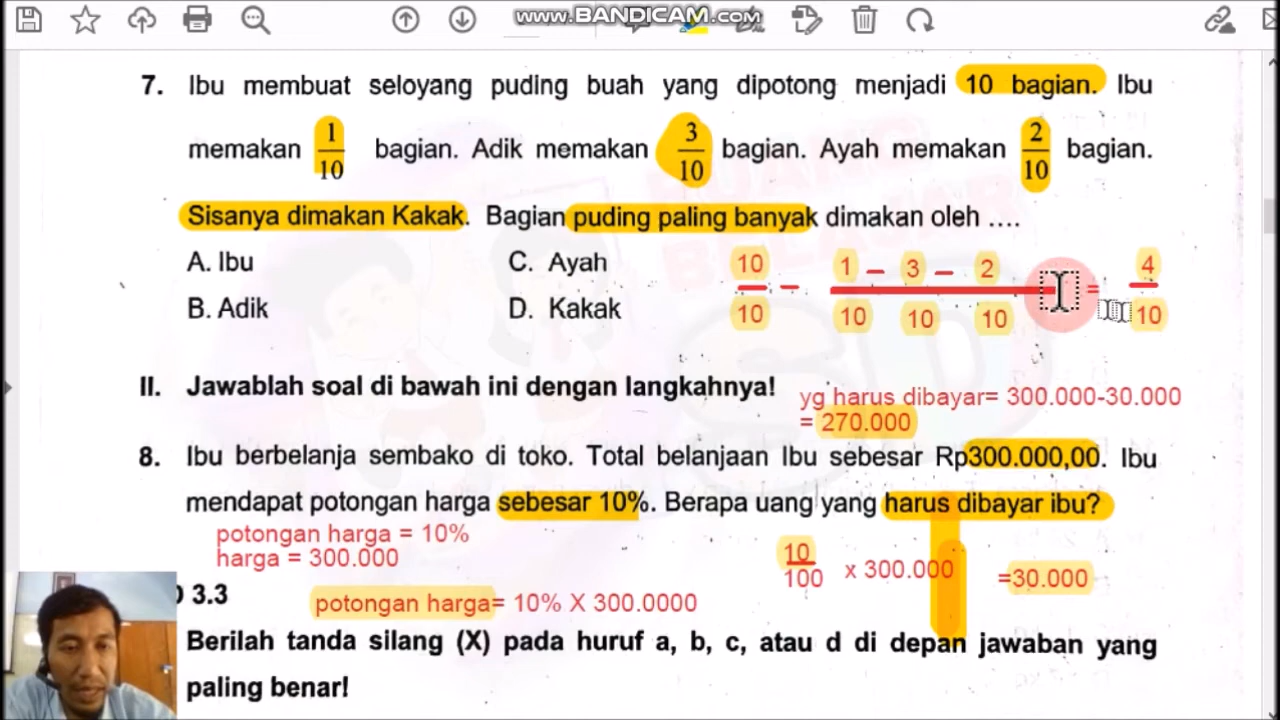 www.BANDICAM.com
7. Ibu membuat seloyang puding buah yang dipotong menjadi 10 bagian. Ibu
memakan 1/10 bagian. Adik memakan 3/10 bagian. Ayah memakan 2/10 bagian.
Sisanya dimakan Kakak. Bagian puding paling banyak dimakan oleh ....
A. Ibu
C. Ayah
B. Adik
D. Kakak
10/10 - 1/10 - 3/10 - 2/10 = 4/10
II. Jawablah soal di bawah ini dengan langkahnya!
yg harus dibayar= 300.000-30.000
= 270.000
8. Ibu berbelanja sembako di toko. Total belanjaan Ibu sebesar Rp300.000,00. Ibu
mendapat potongan harga sebesar 10%. Berapa uang yang harus dibayar ibu?
potongan harga = 10%
harga = 300.000
10/100 x 300.000 =30.000
3.3
potongan harga= 10% X 300.0000
Berilah tanda silang (X) pada huruf a, b, c, atau d di depan jawaban yang
paling benar!